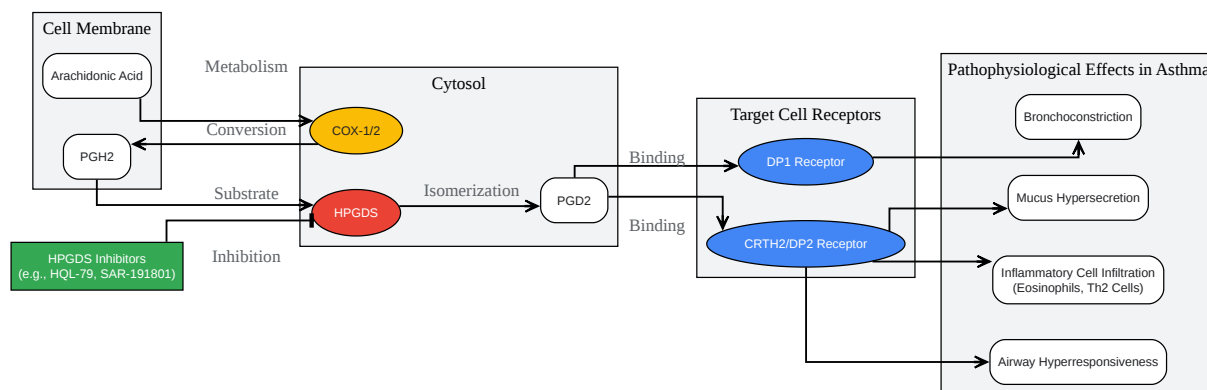 Cell Membrane
Arachidonic Acid
PGH2
Metabolism
Conversion
Substrate
Inhibition
HPGDS Inhibitors
(e.g., HQL-79, SAR-191801)
Cytosol
COX-1/2
HPGDS
Isomerization
PGD2
Binding
Binding
Target Cell Receptors
DP1 Receptor
CRTH2/DP2 Receptor
Pathophysiological Effects in Asthma
Bronchoconstriction
Mucus Hypersecretion
Inflammatory Cell Infiltration
(Eosinophils, Th2 Cells)
Airway Hyperresponsiveness